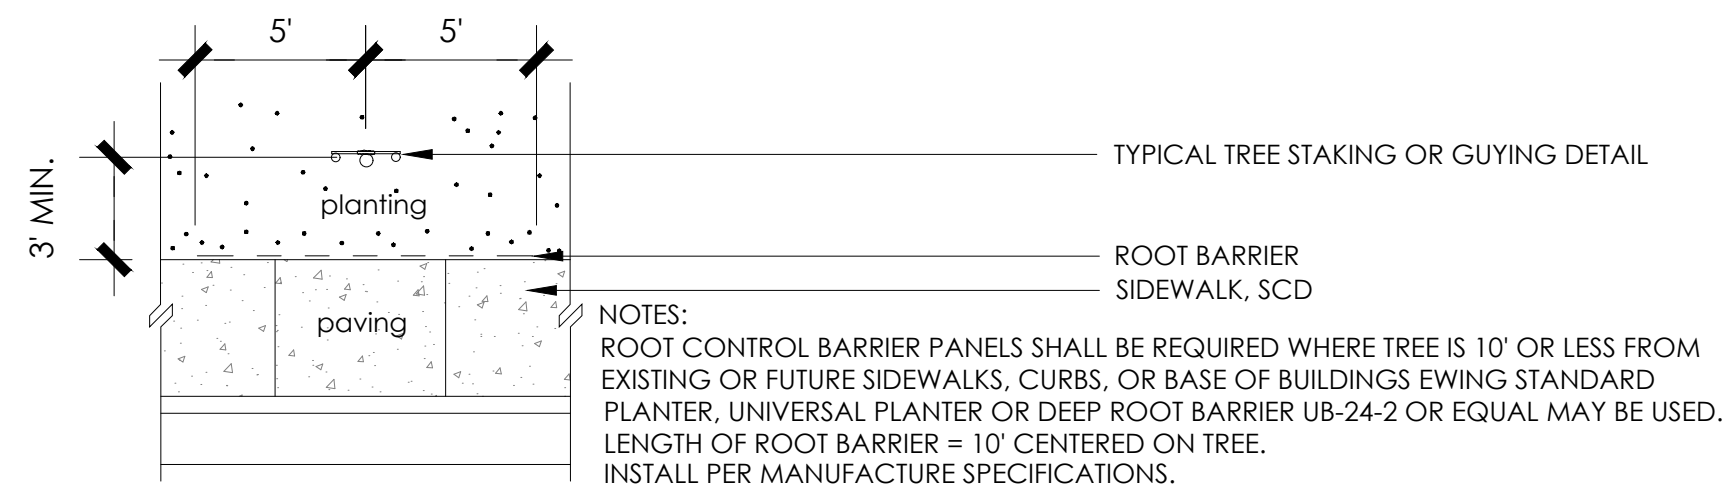 5' 5'
3' MIN.
TYPICAL TREE STAKING OR GUYING DETAIL
planting
ROOT BARRIER
SIDEWALK, SCD
paving
NOTES:
ROOT CONTROL BARRIER PANELS SHALL BE REQUIRED WHERE TREE IS 10' OR LESS FROM
EXISTING OR FUTURE SIDEWALKS, CURBS, OR BASE OF BUILDINGS EWING STANDARD
PLANTER, UNIVERSAL PLANTER OR DEEP ROOT BARRIER UB-24-2 OR EQUAL MAY BE USED.
LENGTH OF ROOT BARRIER = 10' CENTERED ON TREE.
INSTALL PER MANUFACTURE SPECIFICATIONS.